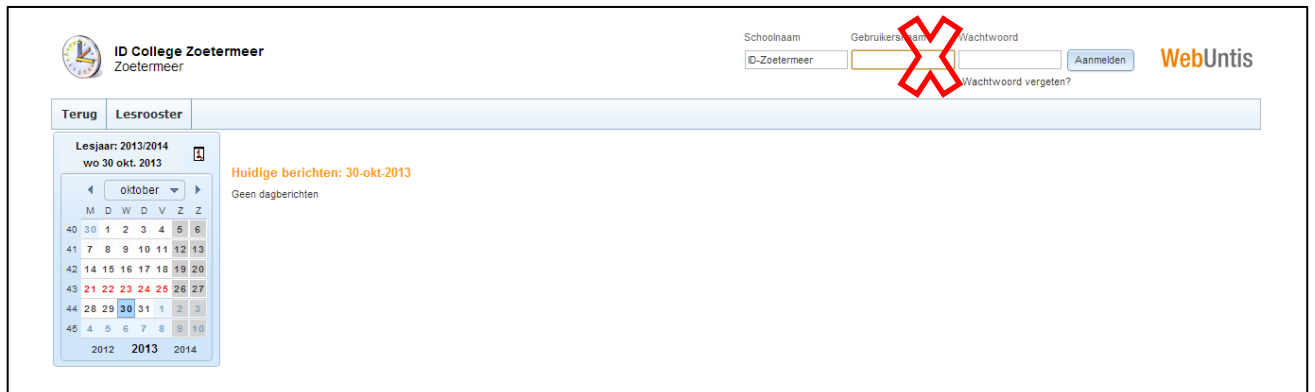 ID College Zoetermeer
Zoetermeer
Schoolnaam Gebruikersnaam Wachtwoord
ID-Zoetermeer Aanmelden
Wachtwoord vergeten?
WebUntis
Terug Lesrooster
Lesjaar: 2013/2014
wo 30 okt. 2013
1
oktober
M D W D V Z Z
40 30 1 2 3 4 5 6
41 7 8 9 10 11 12 13
42 14 15 16 17 18 19 20
43 21 22 23 24 25 26 27
44 28 29 30 31 1 2 3
45 4 5 6 7 8 9 10
2012 2013 2014
Huidige berichten: 30-okt-2013
Geen dagberichten